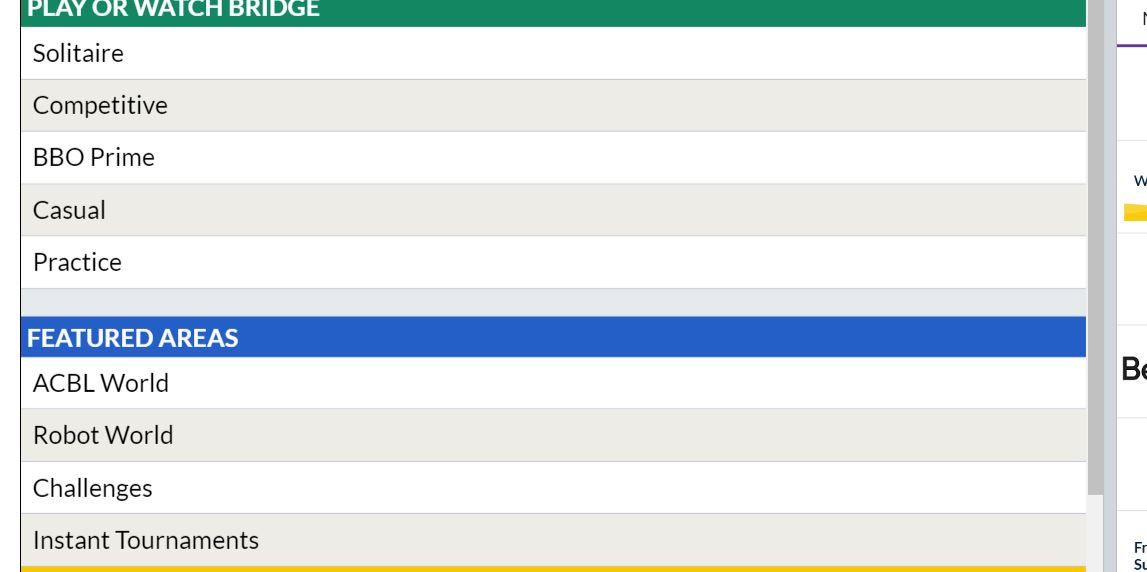 PLAY OR WATCH BRIDGE
Solitaire
Competitive
BBO Prime
Casual
Practice
FEATURED AREAS
ACBL World
Robot World
Challenges
Instant Tournaments